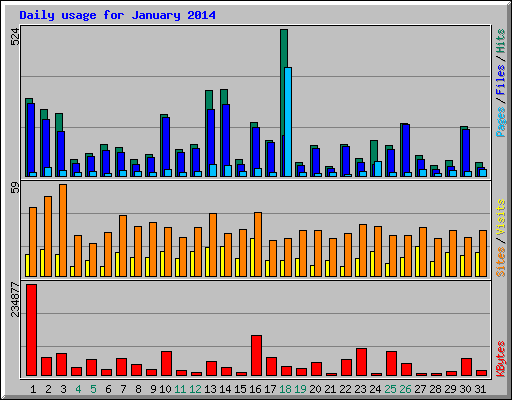 Daily usage for January 2014
524
Pages / Files / Hits
59
Sites / Visits
234877
KBytes
1 2 3 4 5 6 7 8 9 10 11 12 13 14 15 16 17 18 19 20 21 22 23 24 25 26 27 28 29 30 31